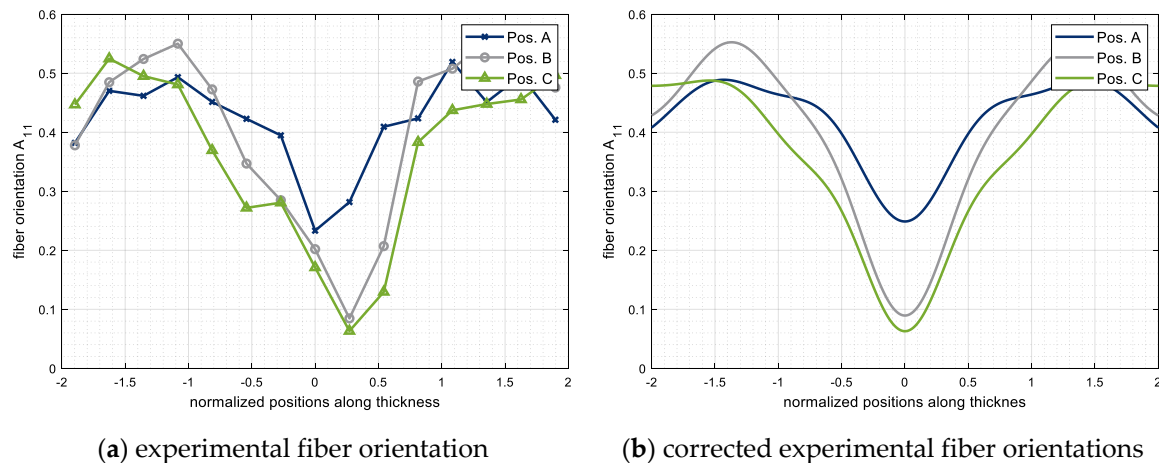 0.6
0.5
0.4
0.3
0.2
0.1
0
fiber orientation A11
Pos. A
Pos. B
Pos. C
-2 -1.5 -1 -0.5 0 0.5 1 1.5 2
normalized positions along thickness
(a) experimental fiber orientation
0.6
0.5
0.4
0.3
0.2
0.1
0
fiber orientation A11
Pos. A
Pos. B
Pos. C
-2 -1.5 -1 -0.5 0 0.5 1 1.5 2
normalized positions along thicknes
(b) corrected experimental fiber orientations